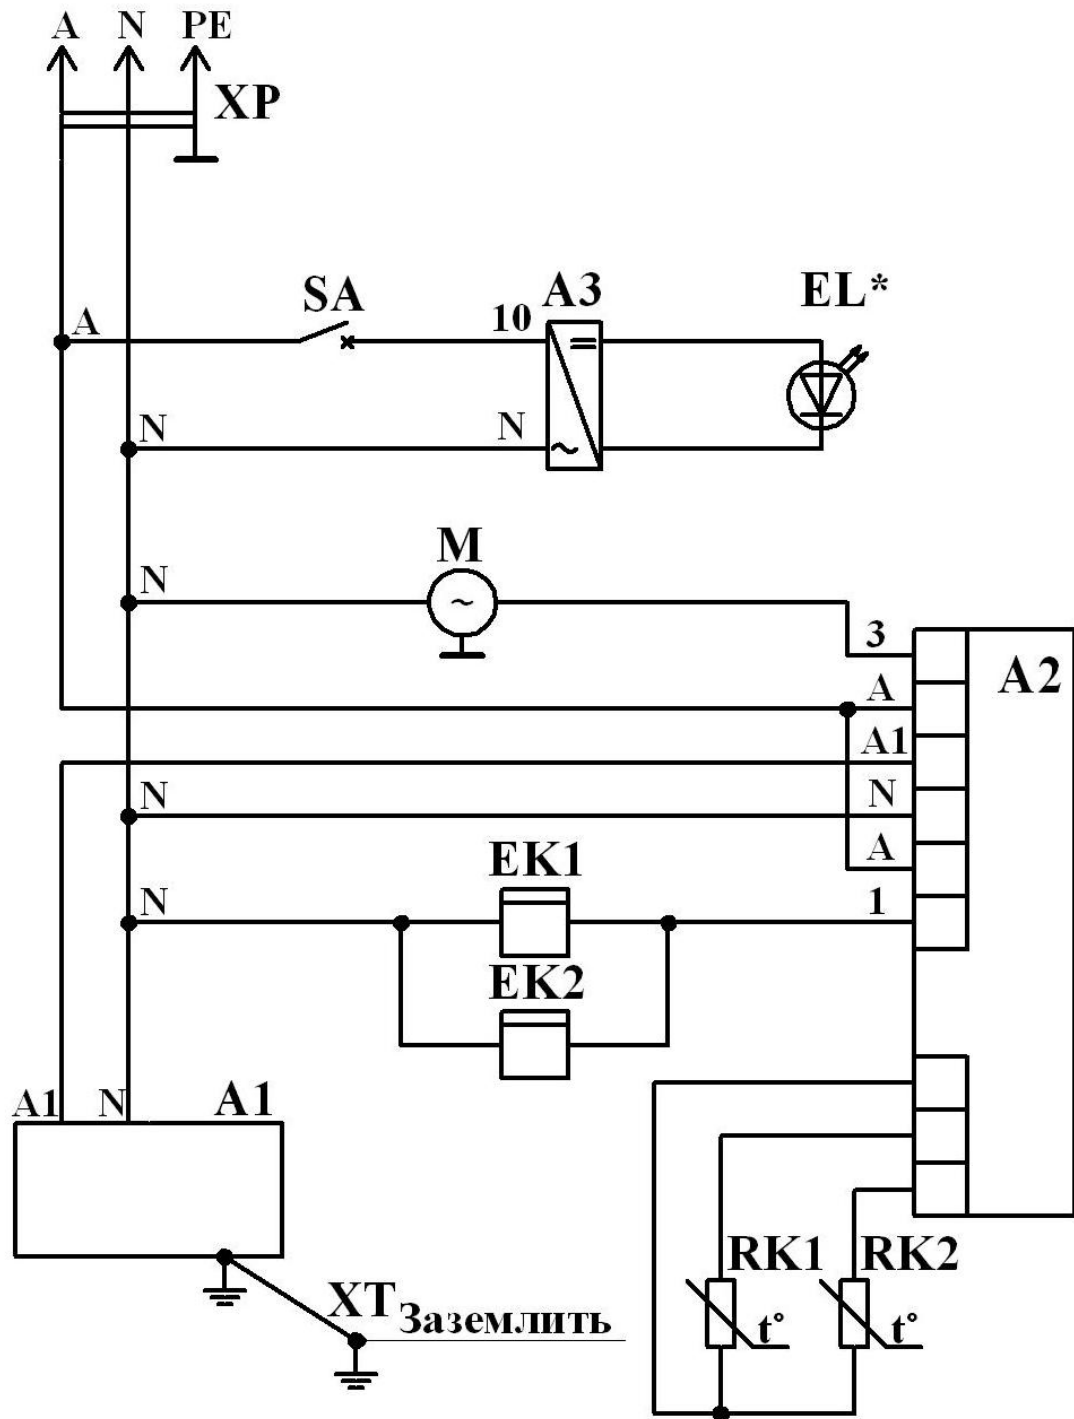 A N PE
XP
SA A3 EL*
A 10
N N
M
N
3
A A2
A1
N N
A
EK1
N 1
EK2
A1 N A1
RK1 RK2
XT Заземлить
t° t°